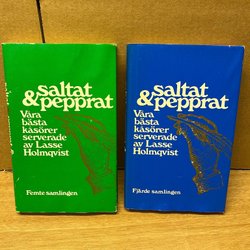 saltat
&pepprat
Våra
bästa
kåsörer
serverade
av Lasse
Holmqvist
Femte samlingen
saltat
&pepprat
Våra
bästa
kåsörer
serverade
av Lasse
Holmqvist
Fjärde samlingen